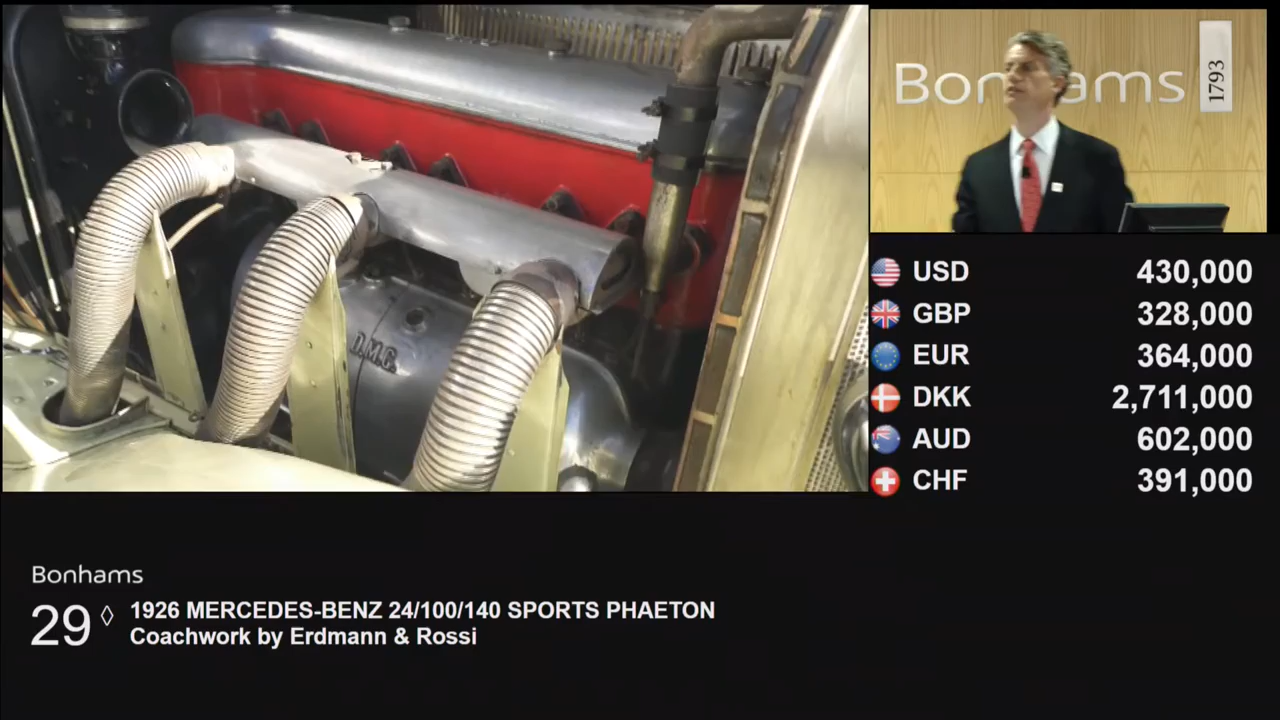 D.M.G.
Bonhams
1793
USD 430,000
GBP 328,000
EUR 364,000
DKK 2,711,000
AUD 602,000
CHF 391,000
Bonhams
29 ◊ 1926 MERCEDES-BENZ 24/100/140 SPORTS PHAETON
Coachwork by Erdmann & Rossi